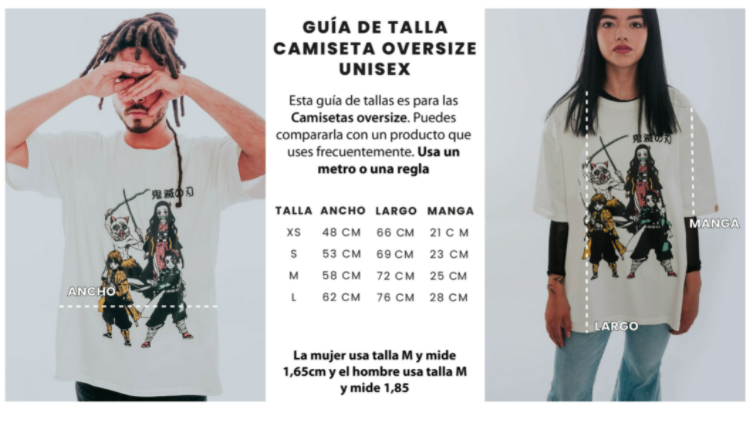 GUÍA DE TALLA
CAMISETA OVERSIZE
UNISEX
Esta guía de tallas es para las
Camisetas oversize. Puedes
compararla con un producto que
uses frecuentemente. Usa un
metro o una regla
TALLA ANCHO LARGO MANGA
XS 48 CM 66 CM 21 C M
S 53 CM 69 CM 23 CM
M 58 CM 72 CM 25 CM
L 62 CM 76 CM 28 CM
La mujer usa talla M y mide
1,65cm y el hombre usa talla M
y mide 1,85
鬼滅の刃
ANCHO
鬼滅の刃
MANGA
LARGO